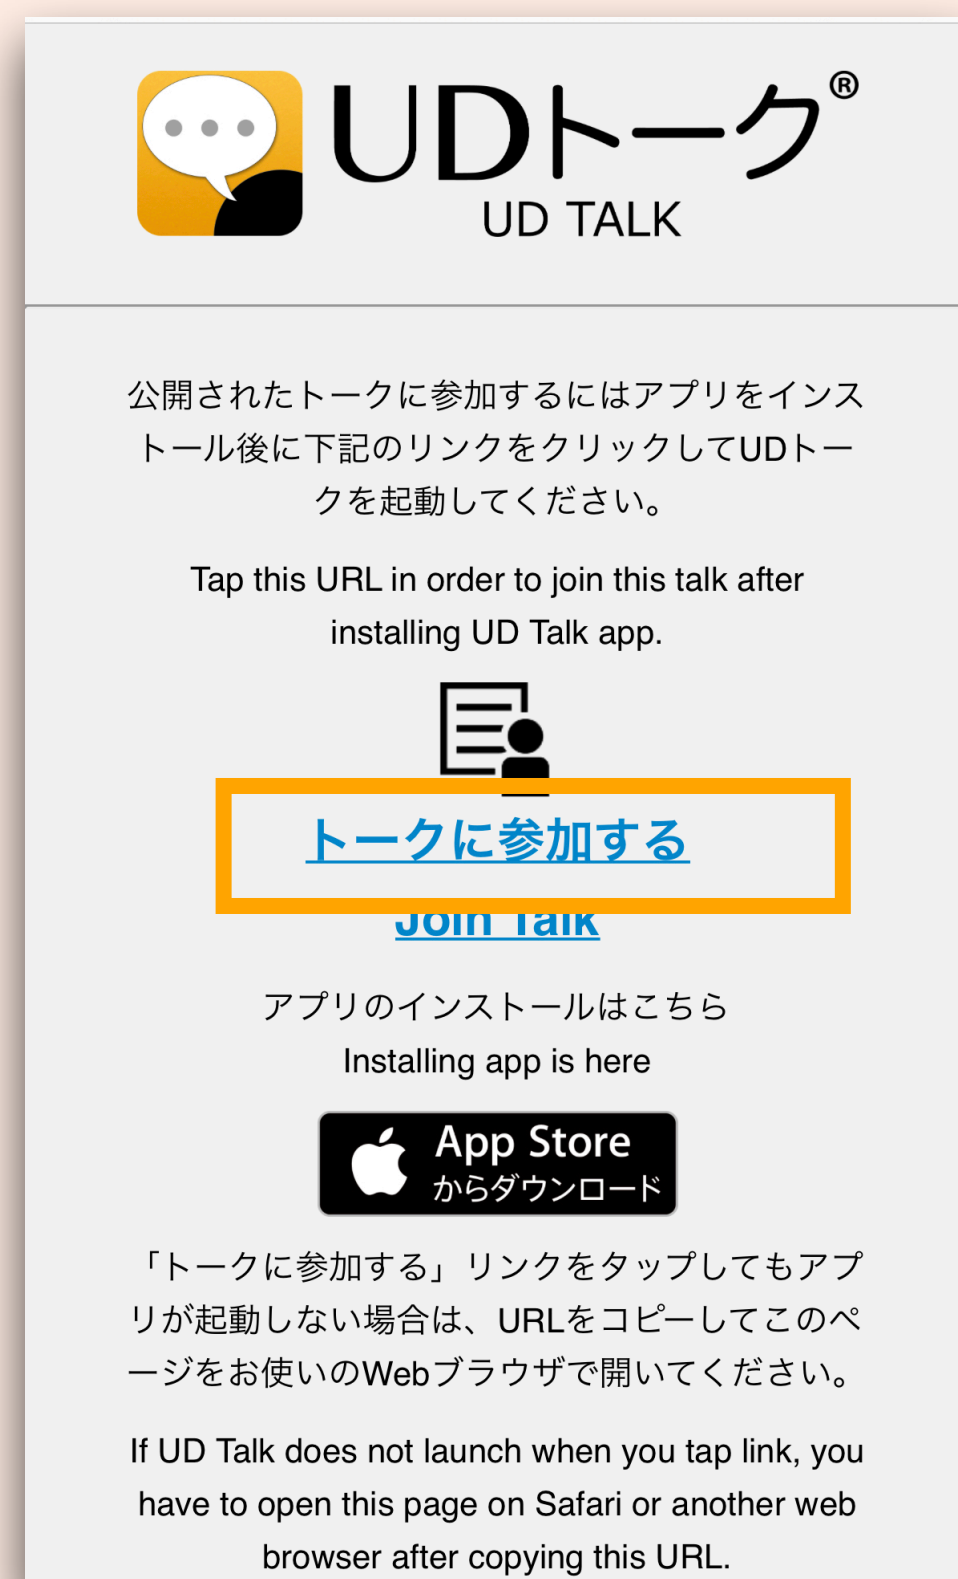 UDトーク®
UD TALK
公開されたトークに参加するにはアプリをインス
トール後に下記のリンクをクリックしてUDトー
クを起動してください。
Tap this URL in order to join this talk after
installing UD Talk app.
トークに参加する
Join Talk
アプリのインストールはこちら
Installing app is here
App Store
からダウンロード
「トークに参加する」リンクをタップしてもアプ
リが起動しない場合は、URLをコピーしてこのペ
ージをお使いのWebブラウザで開いてください。
If UD Talk does not launch when you tap link, you
have to open this page on Safari or another web
browser after copying this URL.